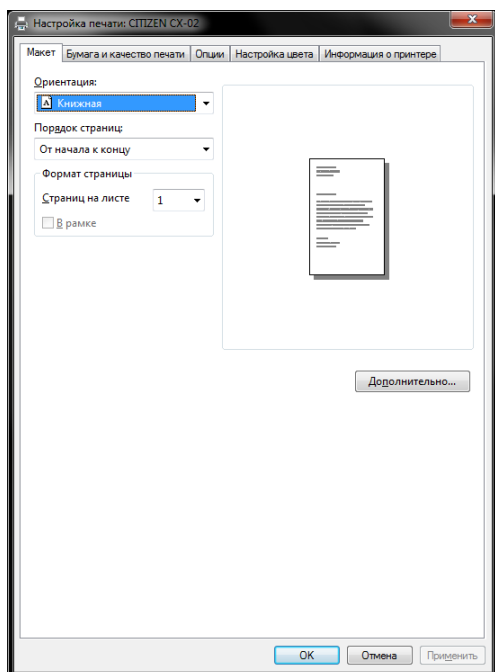 Настройка печати: CITIZEN CX-02
Макет Бумага и качество печати Опции Настройка цвета Информация о принтере
Ориентация:
Книжная
Порядок страниц:
От начала к концу
Формат страницы
Страниц на листе 1
В рамке
Дополнительно...
OK Отмена Применить